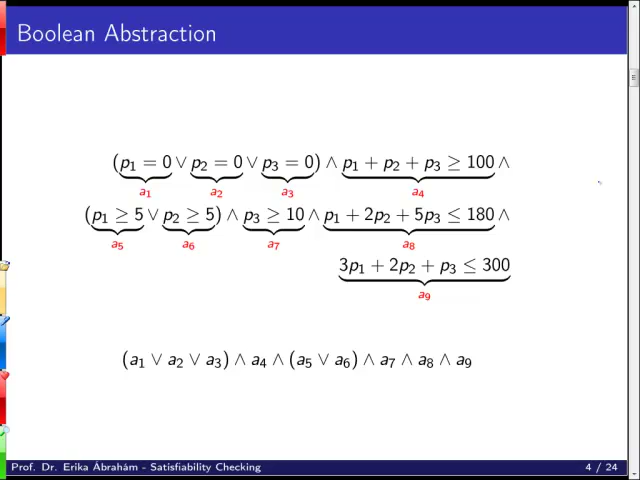 Boolean Abstraction
(p₁ = 0 ∨ p₂ = 0 ∨ p₃ = 0) ∧ p₁ + p₂ + p₃ ≥ 100 ∧
a₁ a₂ a₃ a₄
(p₁ ≥ 5 ∨ p₂ ≥ 5) ∧ p₃ ≥ 10 ∧ p₁ + 2p₂ + 5p₃ ≤ 180 ∧
a₅ a₆ a₇ a₈
3p₁ + 2p₂ + p₃ ≤ 300
a₉
(a₁ ∨ a₂ ∨ a₃) ∧ a₄ ∧ (a₅ ∨ a₆) ∧ a₇ ∧ a₈ ∧ a₉
Prof. Dr. Erika Ábrahám - Satisfiability Checking 4 / 24